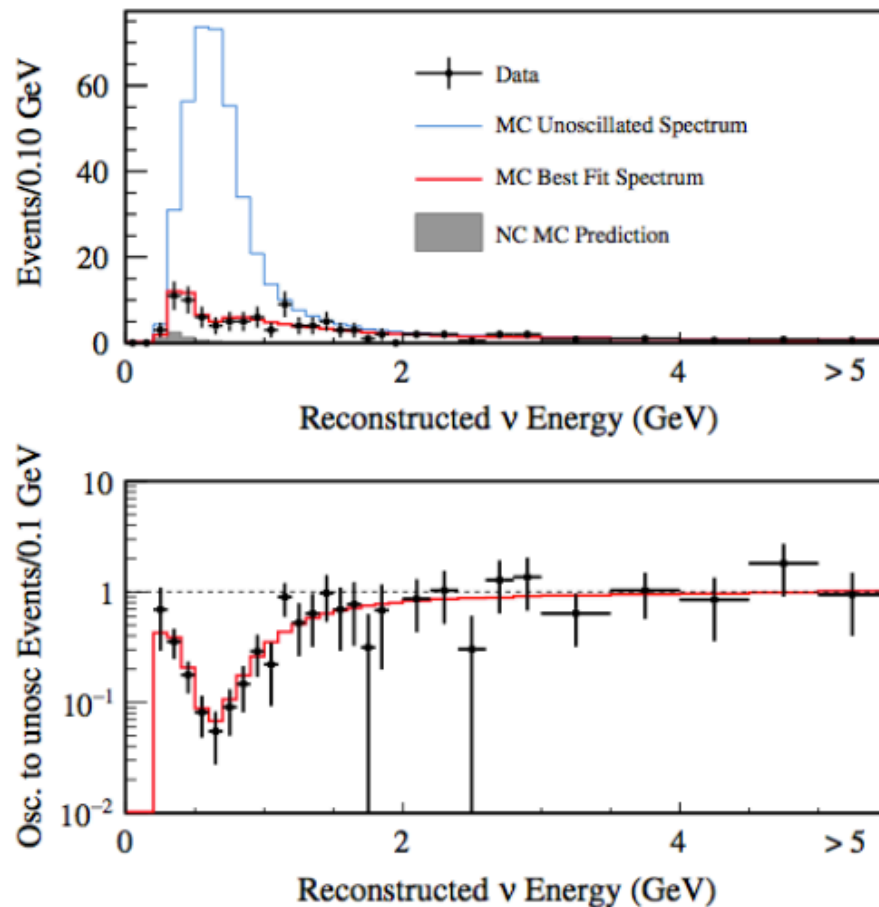 Events/0.10 GeV
60
40
20
0
Data
MC Unoscillated Spectrum
MC Best Fit Spectrum
NC MC Prediction
0 2 4 > 5
Reconstructed ν Energy (GeV)
Osc. to unosc Events/0.1 GeV
10
1
10⁻¹
10⁻²
0 2 4 > 5
Reconstructed ν Energy (GeV)